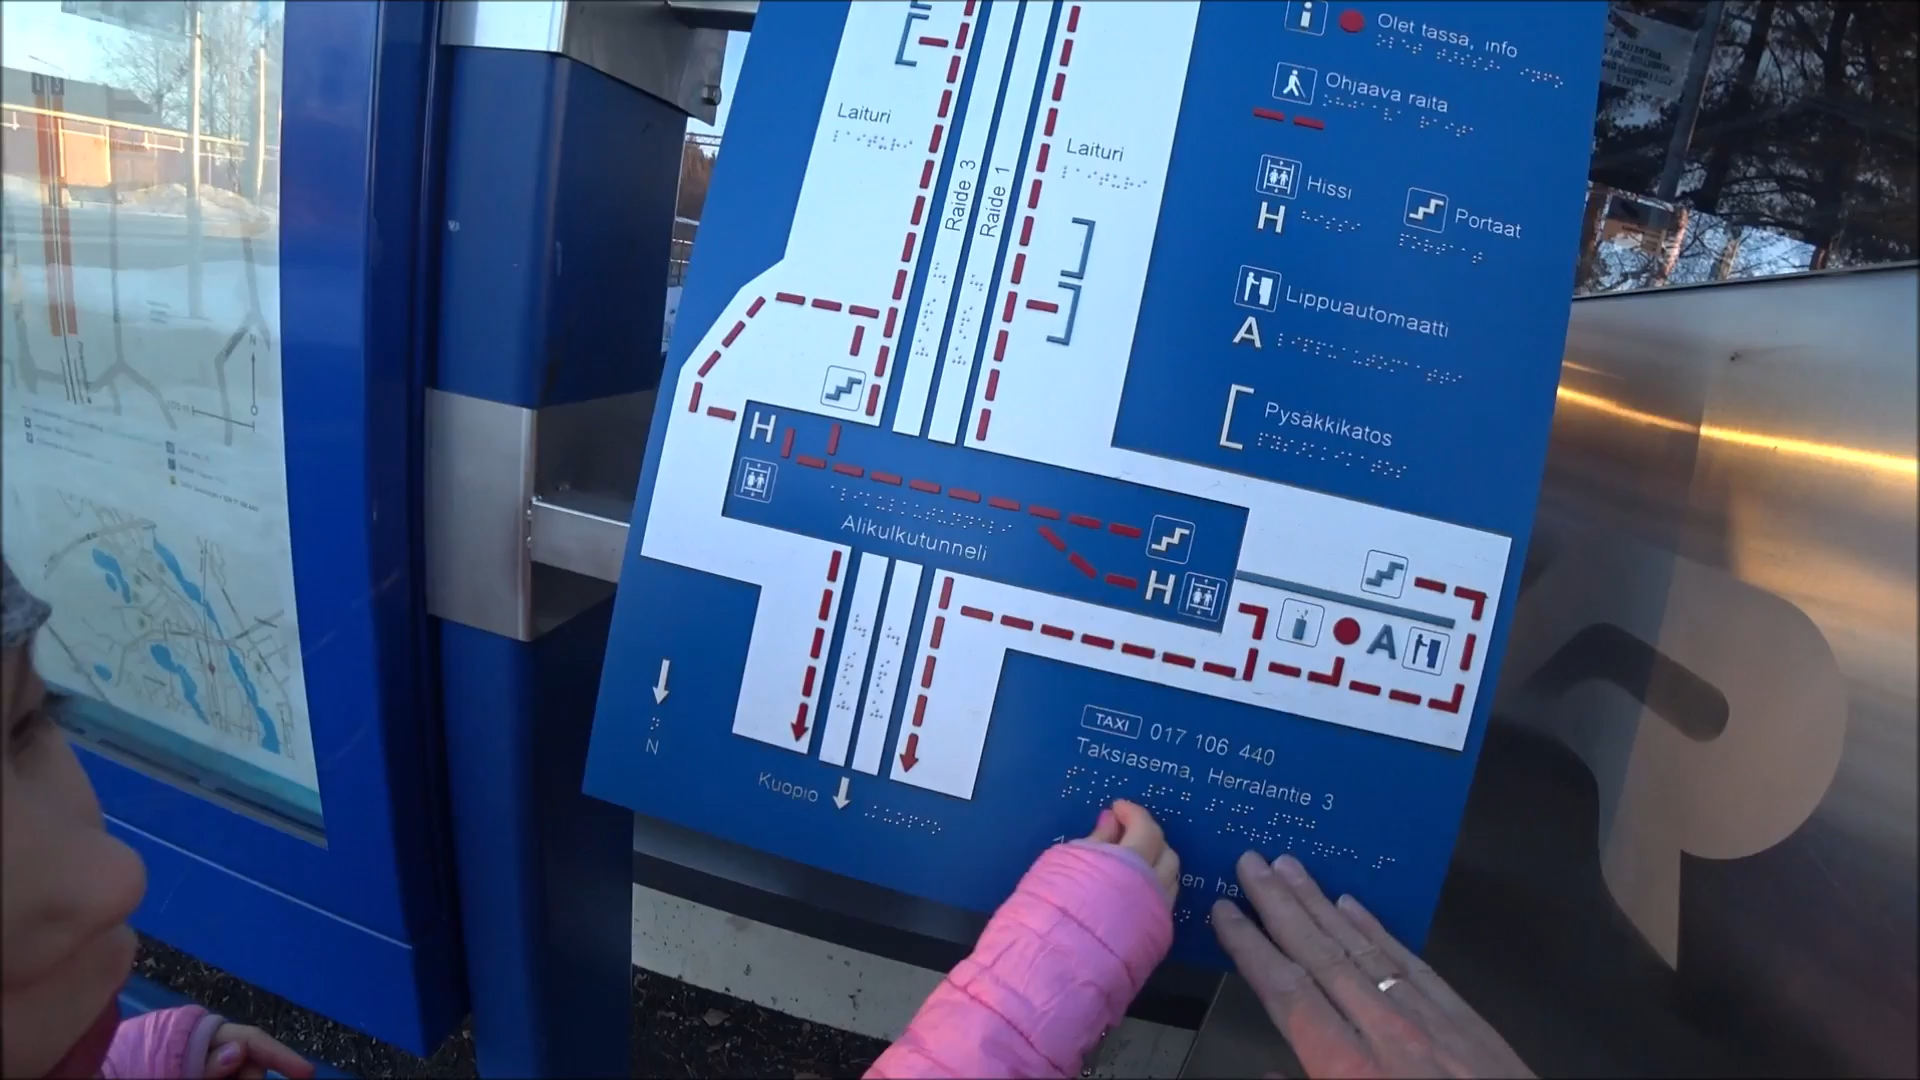 Olet tässä, info
Ohjaava raita
Laituri
Laituri
Hissi
H
Portaat
Raide 3
Raide 1
Lippuautomaatti
A
Pysäkkikatos
H
Alikulkutunneli
H
A
N
TAXI 017 106 440
Taksiasema, Herralantie 3
Kuopio